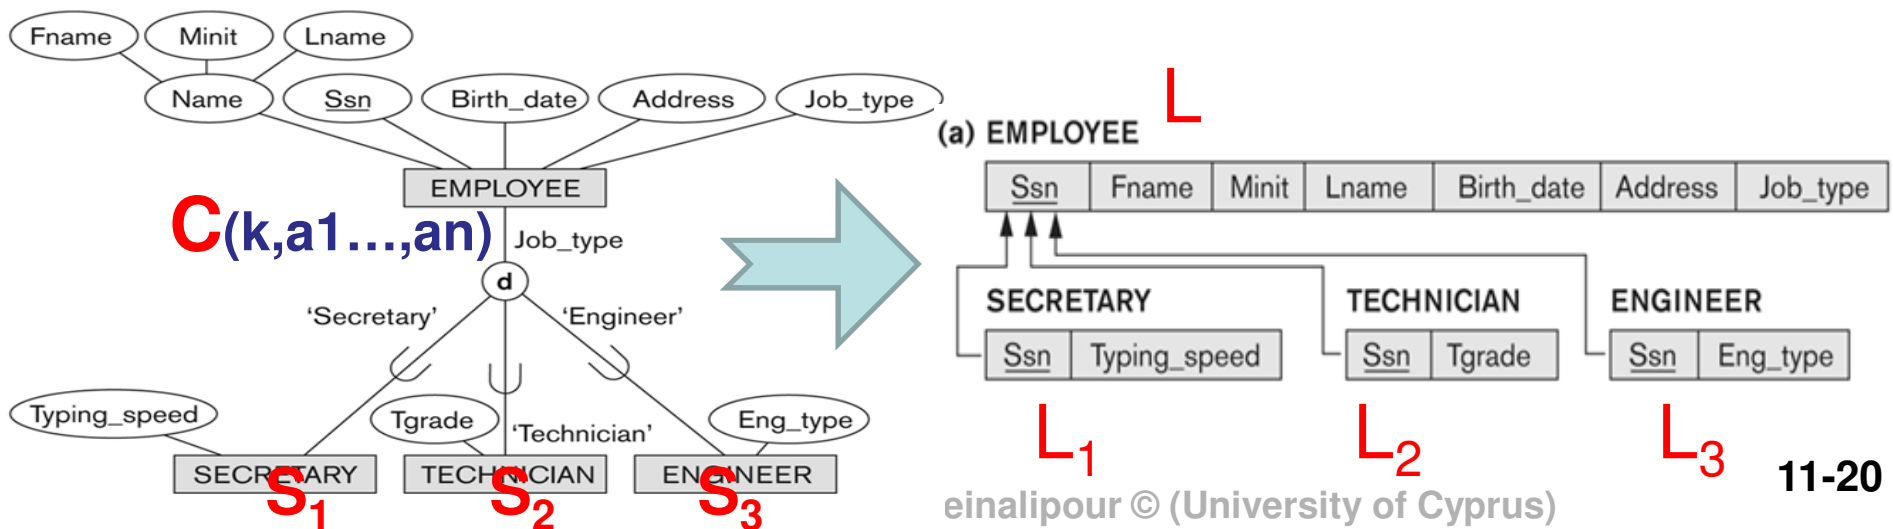 Fname Minit Lname
Name Ssn Birth_date Address Job_type
EMPLOYEE
C(k,a1...,an)
Job_type
d
‘Secretary’ ‘Engineer’
Typing_speed Tgrade ‘Technician’ Eng_type
SECRETARY TECHNICIAN ENGINEER
S1 S2 S3
L
(a) EMPLOYEE
Ssn Fname Minit Lname Birth_date Address Job_type
SECRETARY TECHNICIAN ENGINEER
Ssn Typing_speed Ssn Tgrade Ssn Eng_type
L1 L2 L3
11-20
einalipour © (University of Cyprus)